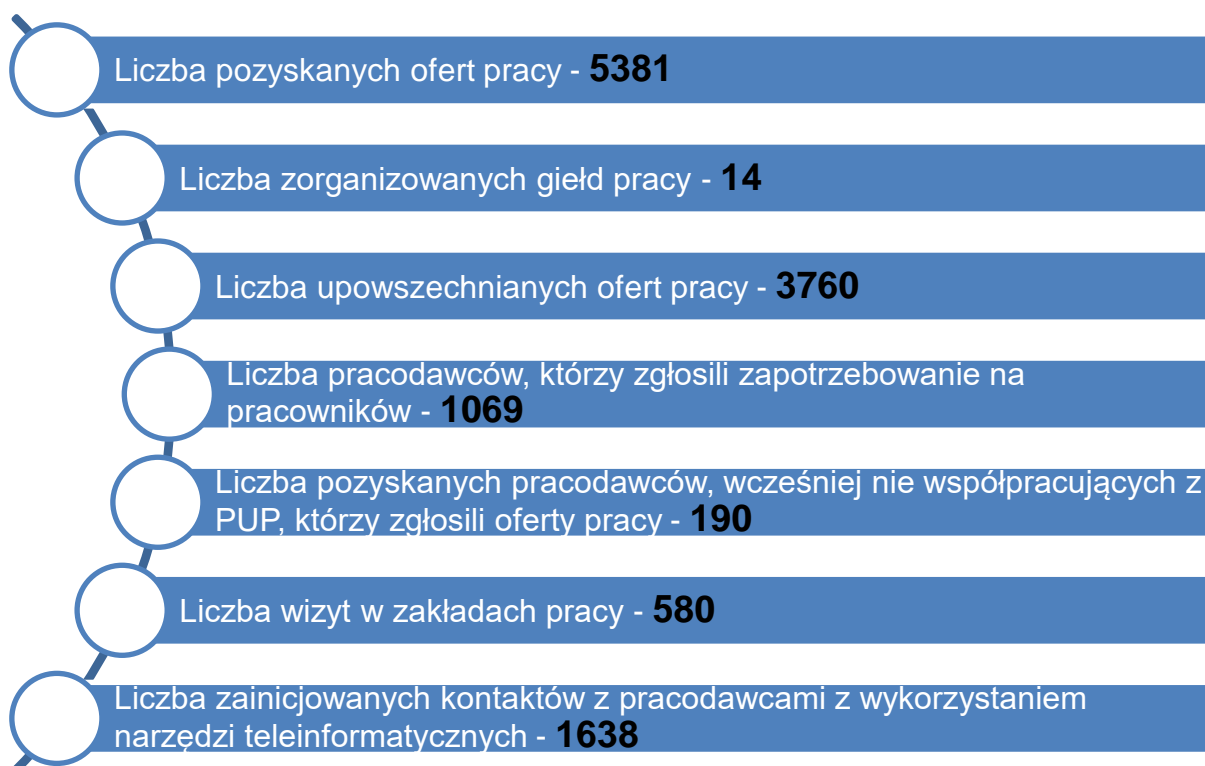 Liczba pozyskanych ofert pracy - 5381
Liczba zorganizowanych giełd pracy - 14
Liczba upowszechnianych ofert pracy - 3760
Liczba pracodawców, którzy zgłosili zapotrzebowanie na
pracowników - 1069
Liczba pozyskanych pracodawców, wcześniej nie współpracujących z
PUP, którzy zgłosili oferty pracy - 190
Liczba wizyt w zakładach pracy - 580
Liczba zainicjowanych kontaktów z pracodawcami z wykorzystaniem
narzędzi teleinformatycznych - 1638